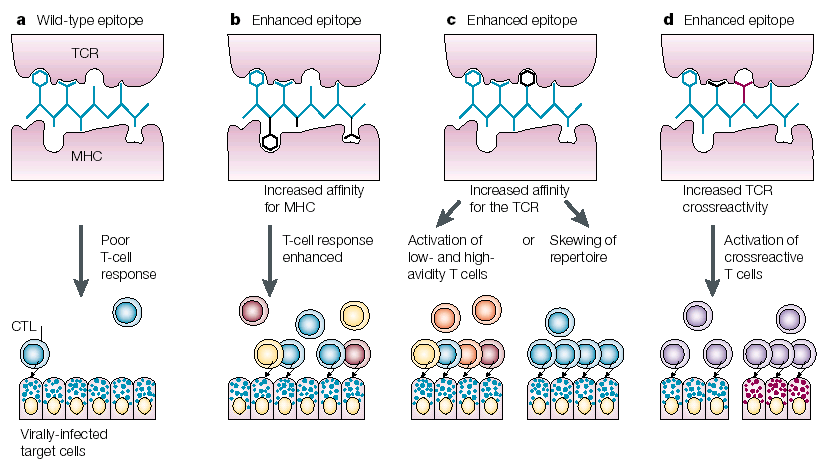 a Wild-type epitope
TCR
MHC
Poor
T-cell
response
CTL
Virally-infected
target cells
b Enhanced epitope
Increased affinity
for MHC
T-cell response
enhanced
c Enhanced epitope
Increased affinity
for the TCR
Activation of
low- and high-
avidity T cells
or
Skewing of
repertoire
d Enhanced epitope
Increased TCR
crossreactivity
Activation of
crossreactive
T cells